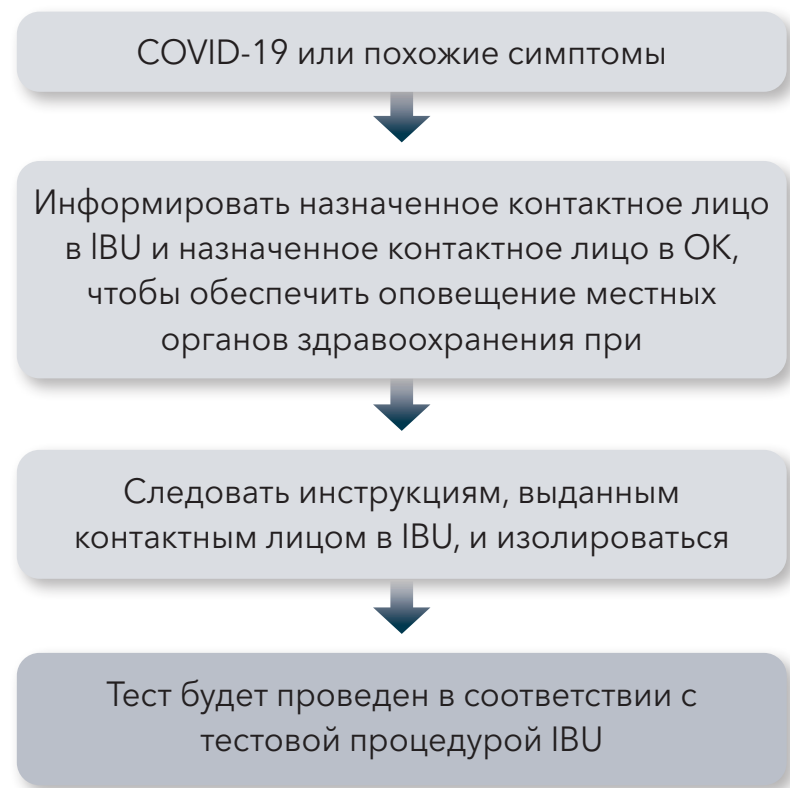 COVID-19 или похожие симптомы
Информировать назначенное контактное лицо
в IBU и назначенное контактное лицо в ОК,
чтобы обеспечить оповещение местных
органов здравоохранения при
Следовать инструкциям, выданным
контактным лицом в IBU, и изолироваться
Тест будет проведен в соответствии с
тестовой процедурой IBU